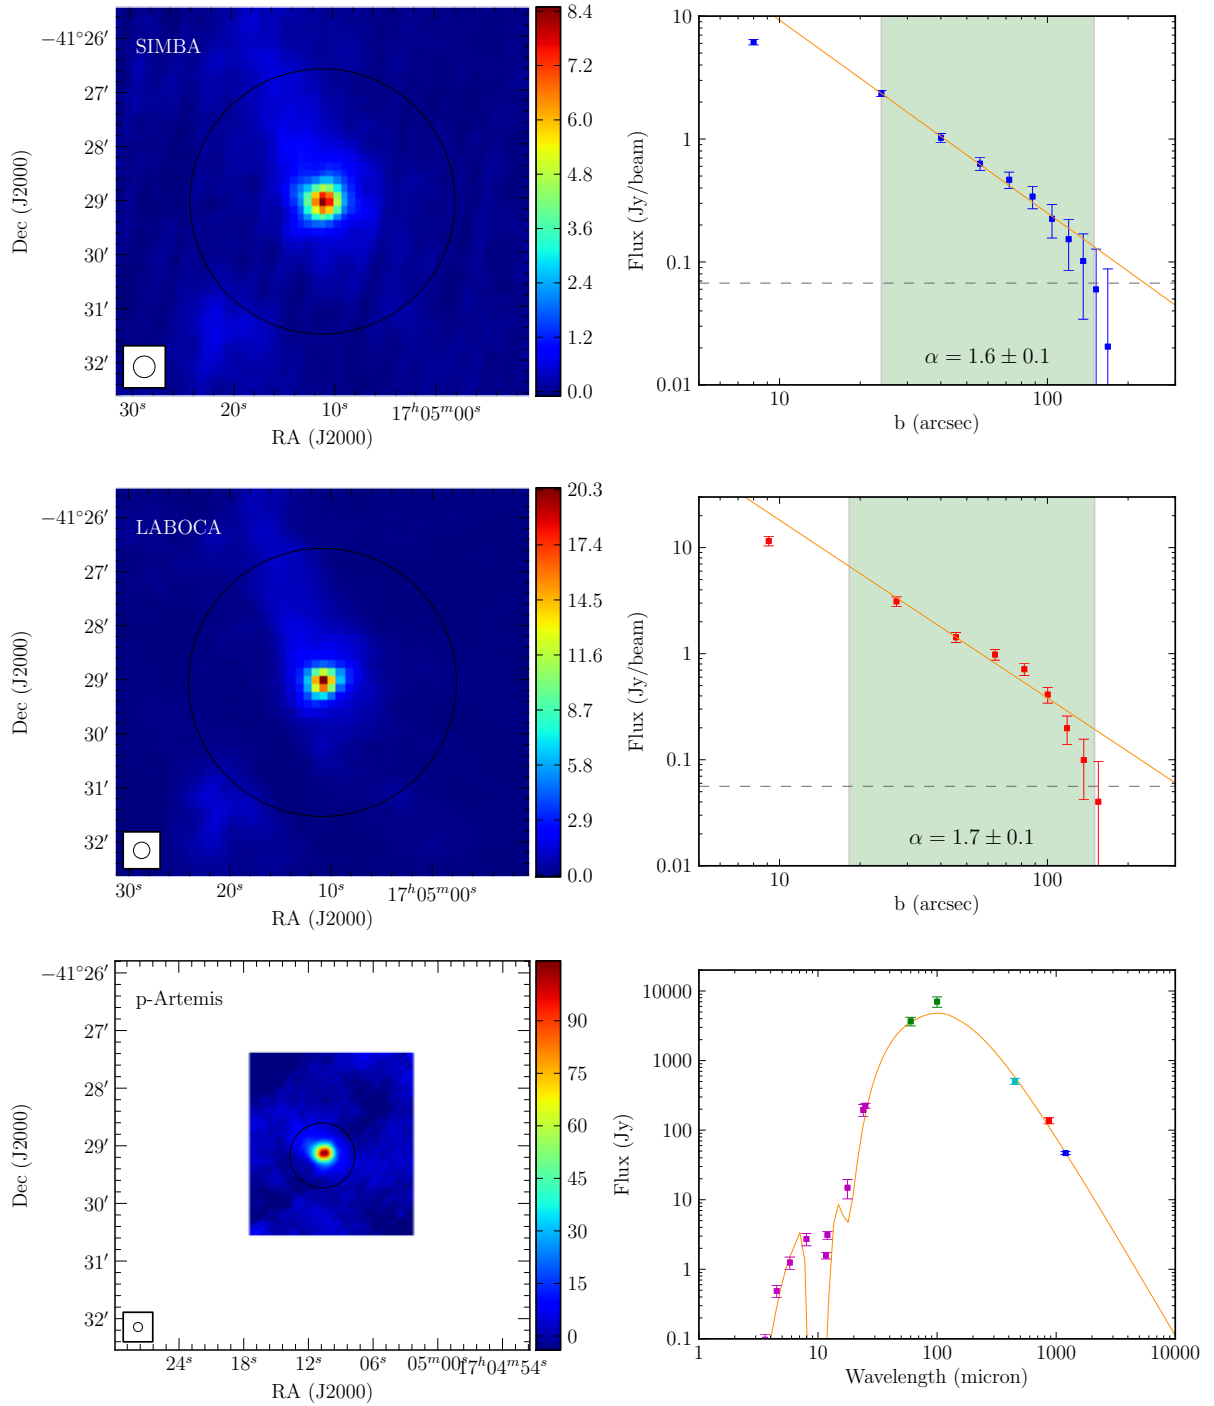 SIMBA
−41°26′
27′
28′
29′
30′
31′
32′
Dec (J2000)
30ˢ 20ˢ 10ˢ 17ʰ05ᵐ00ˢ
RA (J2000)
8.4
7.2
6.0
4.8
3.6
2.4
1.2
0.0
10
1
0.1
0.01
Flux (Jy/beam)
α = 1.6 ± 0.1
10 100
b (arcsec)
LABOCA
−41°26′
27′
28′
29′
30′
31′
32′
Dec (J2000)
30ˢ 20ˢ 10ˢ 17ʰ05ᵐ00ˢ
RA (J2000)
20.3
17.4
14.5
11.6
8.7
5.8
2.9
0.0
10
1
0.1
0.01
Flux (Jy/beam)
α = 1.7 ± 0.1
10 100
b (arcsec)
p-Artemis
−41°26′
27′
28′
29′
30′
31′
32′
Dec (J2000)
24ˢ 18ˢ 12ˢ 06ˢ 05ᵐ00ˢ 17ʰ04ᵐ54ˢ
RA (J2000)
90
75
60
45
30
15
0
10000
1000
100
10
1
0.1
Flux (Jy)
1 10 100 1000 10000
Wavelength (micron)